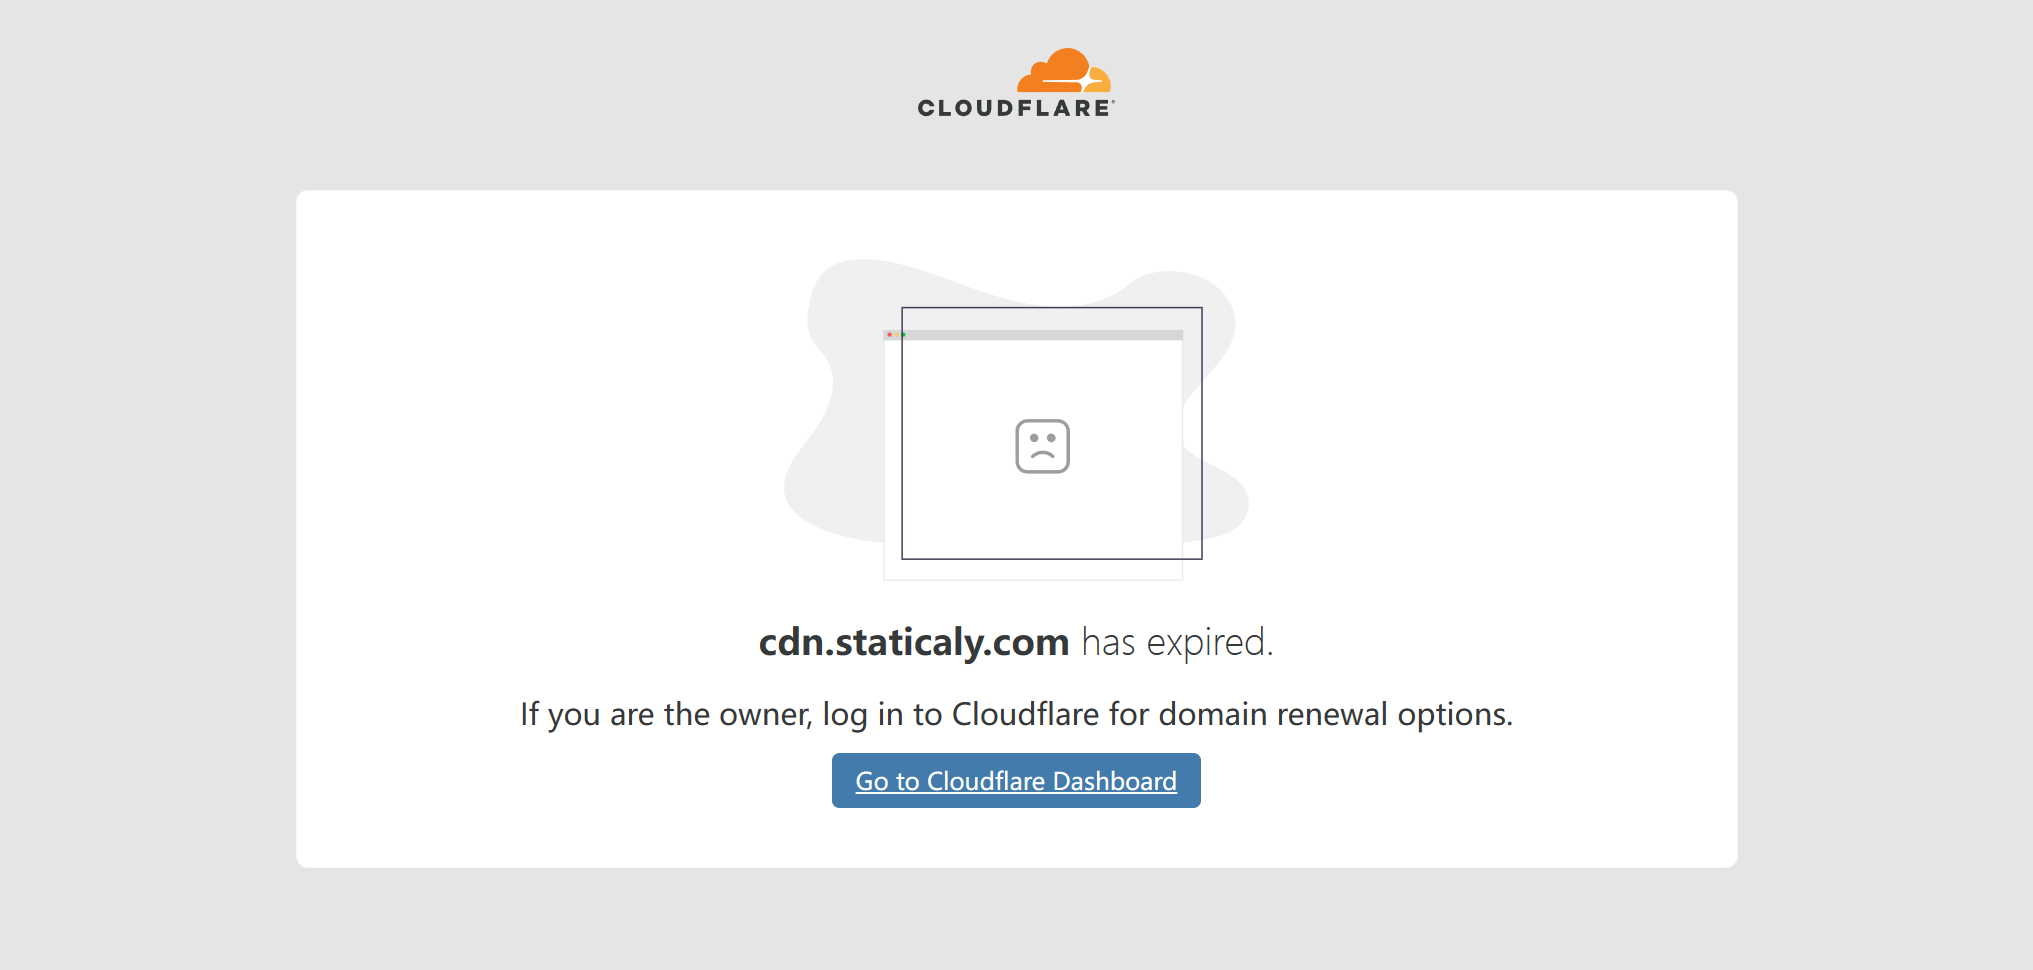 CLOUDFLARE
cdn.staticaly.com has expired.
If you are the owner, log in to Cloudflare for domain renewal options.
Go to Cloudflare Dashboard